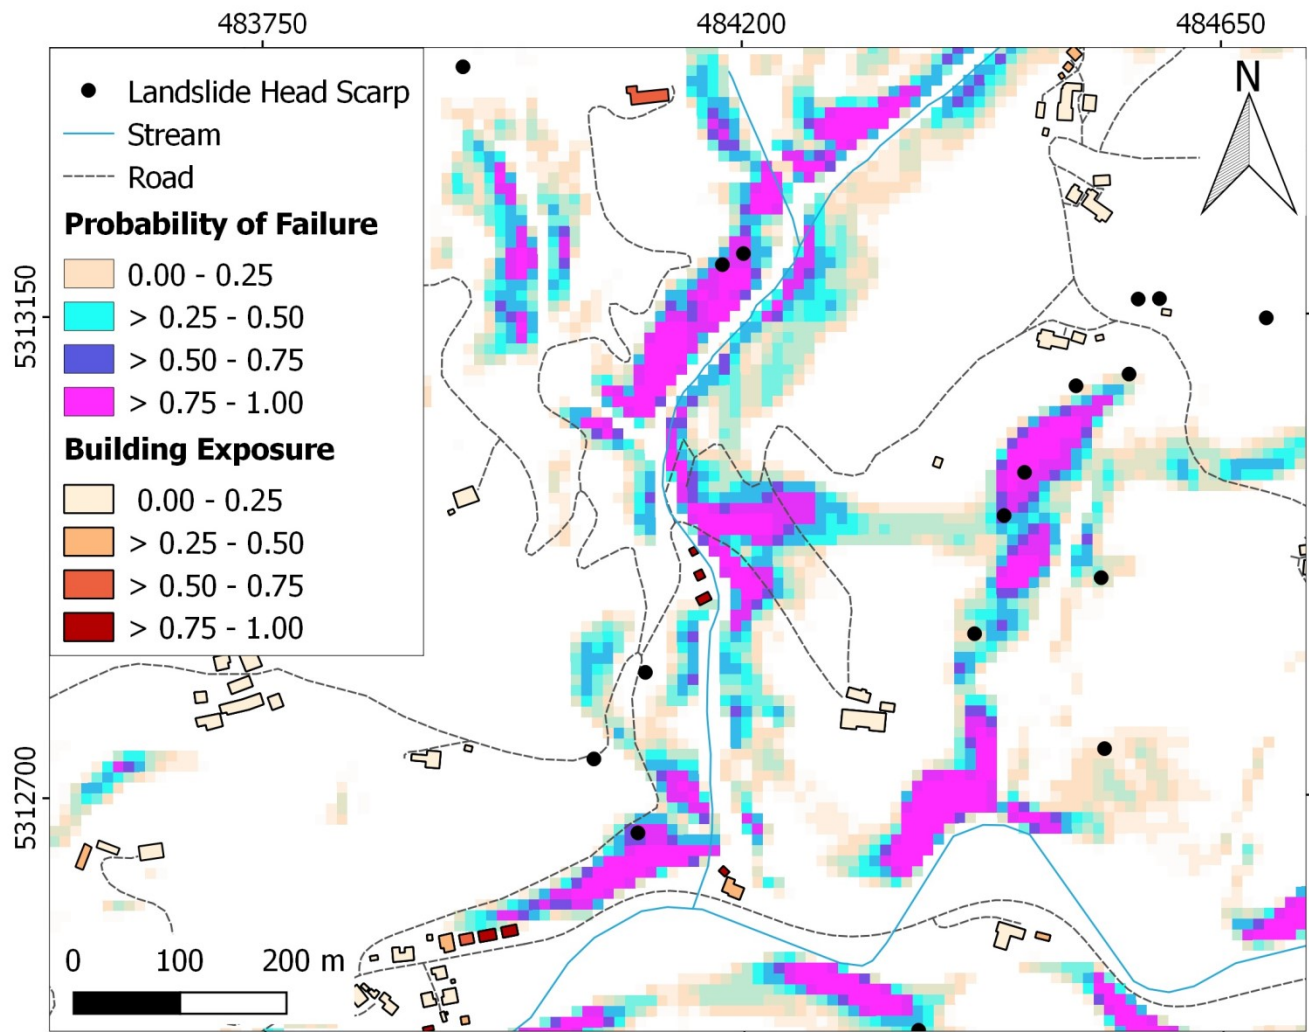 483750
484200
484650
Landslide Head Scarp
Stream
Road
Probability of Failure
0.00 - 0.25
> 0.25 - 0.50
> 0.50 - 0.75
> 0.75 - 1.00
Building Exposure
0.00 - 0.25
> 0.25 - 0.50
> 0.50 - 0.75
> 0.75 - 1.00
N
5313150
5312700
0 100 200 m